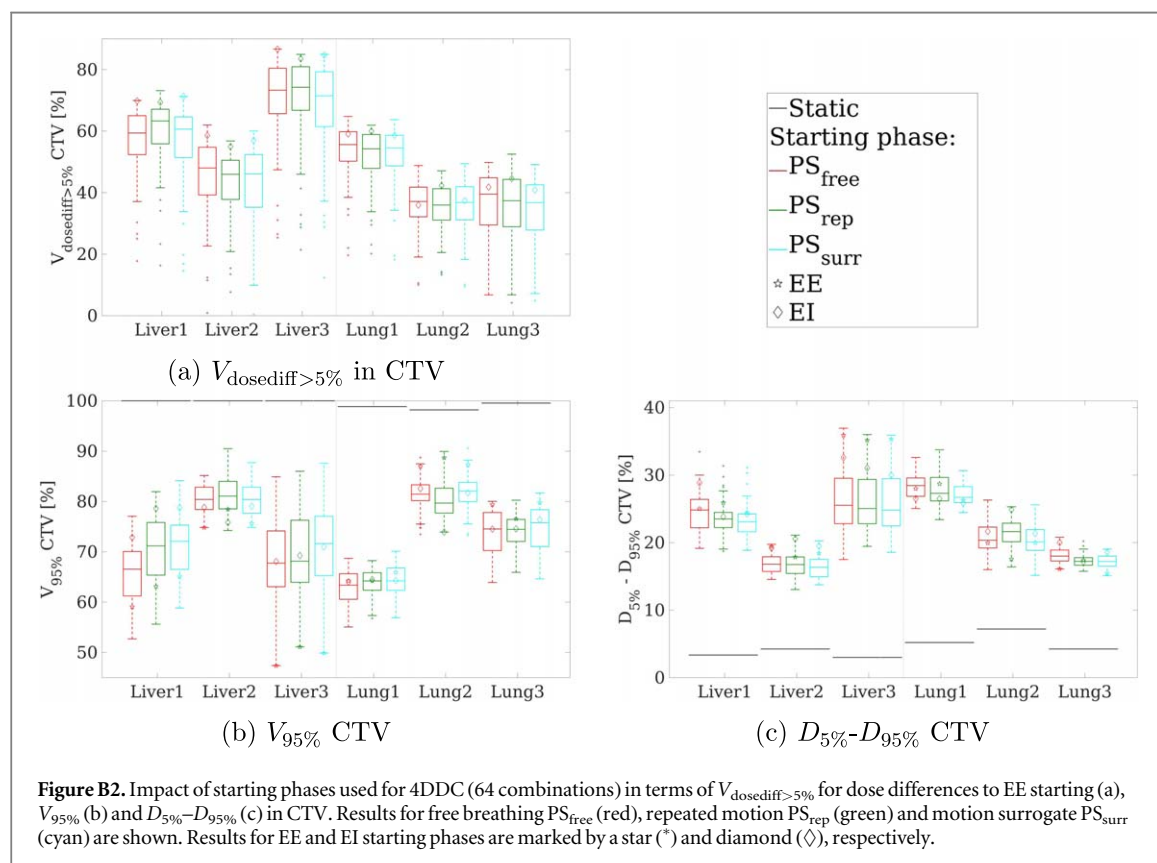 V_dosediff>5% CTV [%]
80
60
40
20
0
Liver1 Liver2 Liver3 Lung1 Lung2 Lung3
(a) V_dosediff>5% in CTV
Static
Starting phase:
PS_free
PS_rep
PS_surr
EE
EI
V_95% CTV [%]
100
90
80
70
60
50
Liver1 Liver2 Liver3 Lung1 Lung2 Lung3
(b) V_95% CTV
D_5% - D_95% CTV [%]
40
30
20
10
0
Liver1 Liver2 Liver3 Lung1 Lung2 Lung3
(c) D_5%-D_95% CTV
Figure B2. Impact of starting phases used for 4DDC (64 combinations) in terms of V_dosediff>5% for dose differences to EE starting (a),
V_95% (b) and D_5%–D_95% (c) in CTV. Results for free breathing PS_free (red), repeated motion PS_rep (green) and motion surrogate PS_surr
(cyan) are shown. Results for EE and EI starting phases are marked by a star (*) and diamond (◇), respectively.